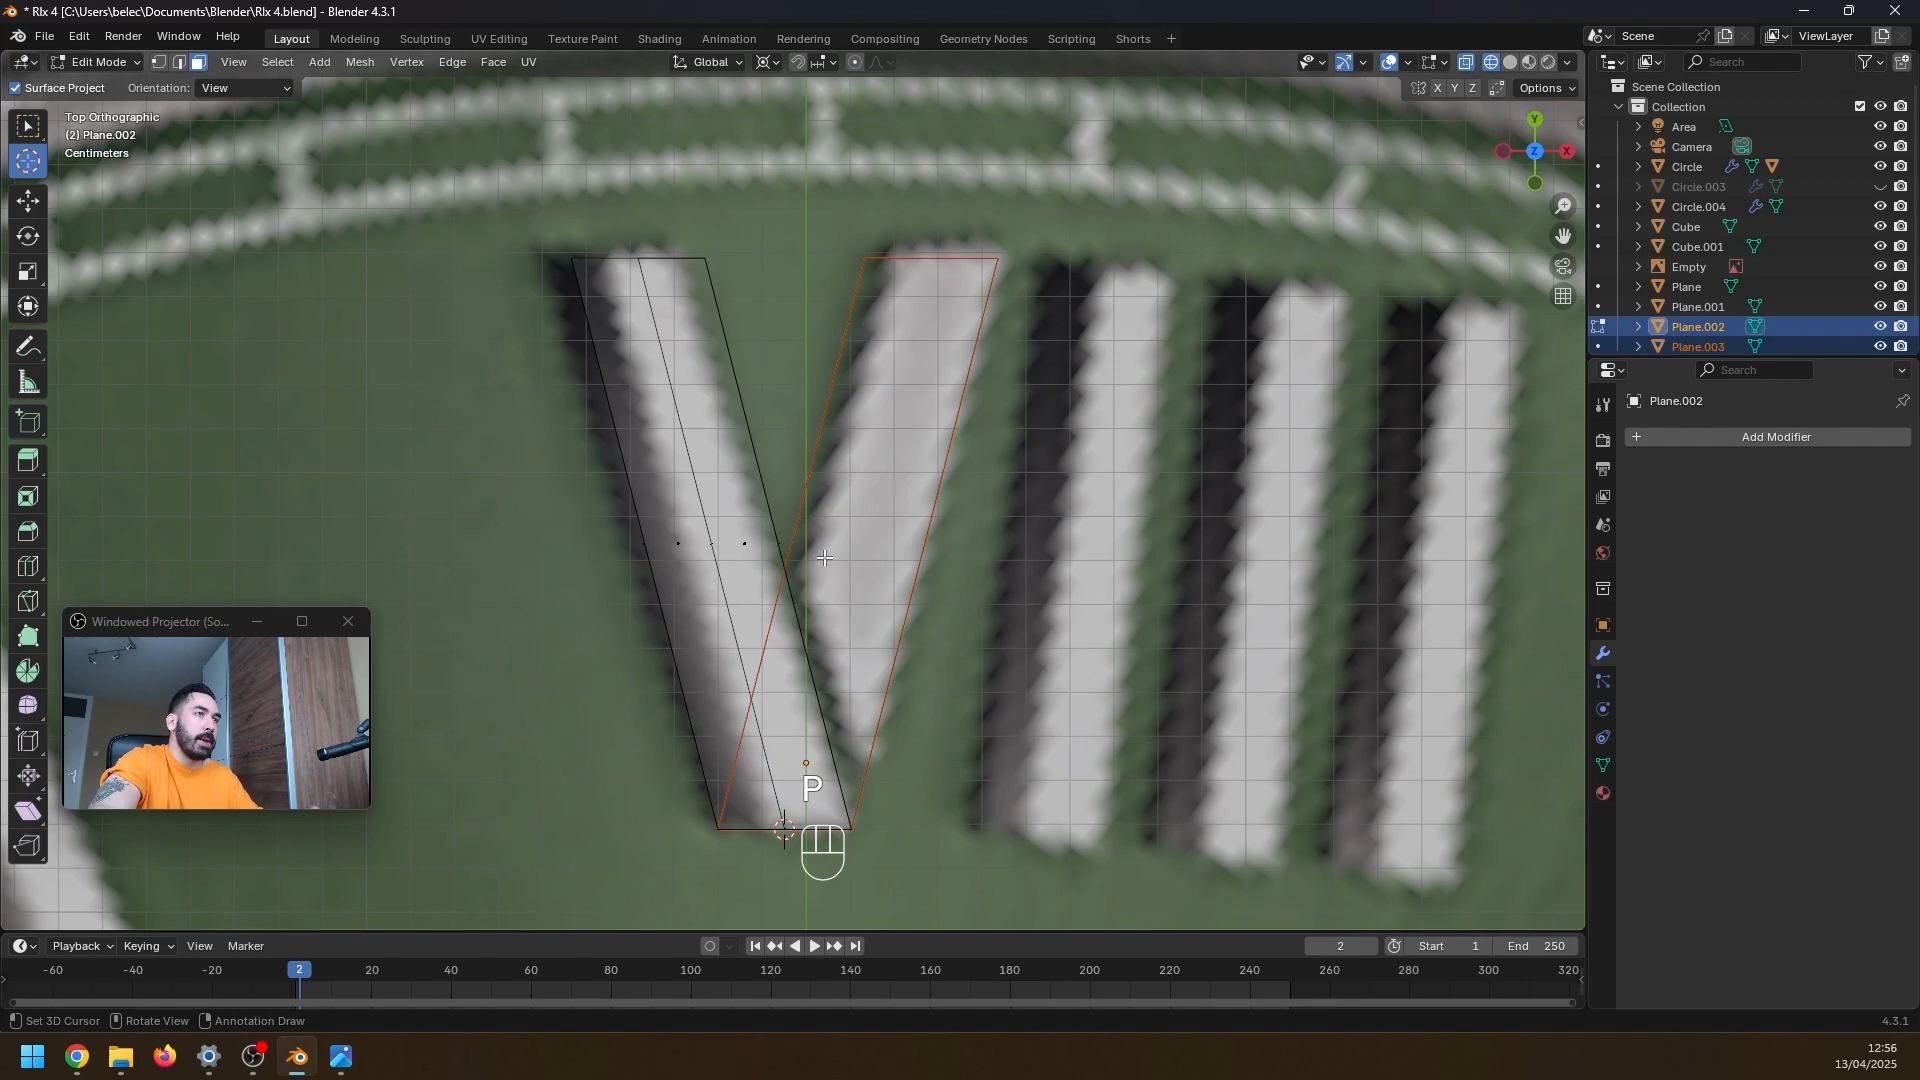 * Rlx 4 [C:\Users\belec\Documents\Blender\Rlx 4.blend] - Blender 4.3.1
File Edit Render Window Help
Layout Modeling Sculpting UV Editing Texture Paint Shading Animation Rendering Compositing Geometry Nodes Scripting Shorts +
Scene
ViewLayer
Edit Mode View Select Add Mesh Vertex Edge Face UV
Global
Search
Surface Project Orientation: View
X Y Z Options
Top Orthographic
(2) Plane.002
Centimeters
Y
Z
X
Scene Collection
Collection
Area
Camera
Circle
Circle.003
Circle.004
Cube
Cube.001
Empty
Plane
Plane.001
Plane.002
Plane.003
Search
Plane.002
+ Add Modifier
Windowed Projector (So...
P
Playback Keying View Marker
2 Start 1 End 250
-60 -40 -20 2 20 40 60 80 100 120 140 160 180 200 220 240 260 280 300 320
Set 3D Cursor Rotate View Annotation Draw
4.3.1
12:56
13/04/2025